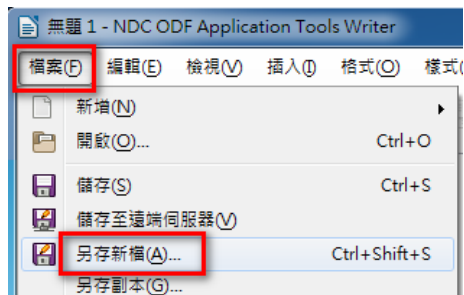 無題 1 - NDC ODF Application Tools Writer
檔案(F) 編輯(E) 檢視(V) 插入(I) 格式(O) 樣式(
新增(N)
開啟(O)... Ctrl+O
儲存(S) Ctrl+S
儲存至遠端伺服器(V)
另存新檔(A)... Ctrl+Shift+S
另存副本(G)...